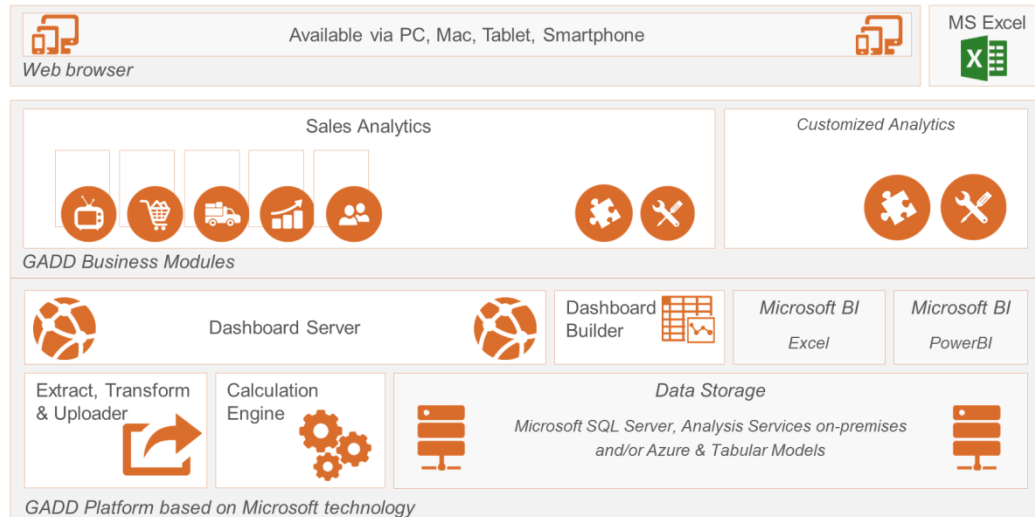 Available via PC, Mac, Tablet, Smartphone
Web browser
MS Excel
X
Sales Analytics
Customized Analytics
GADD Business Modules
Dashboard Server
Dashboard
Builder
Microsoft BI
Excel
Microsoft BI
PowerBI
Extract, Transform
& Uploader
Calculation
Engine
Data Storage
Microsoft SQL Server, Analysis Services on-premises
and/or Azure & Tabular Models
GADD Platform based on Microsoft technology